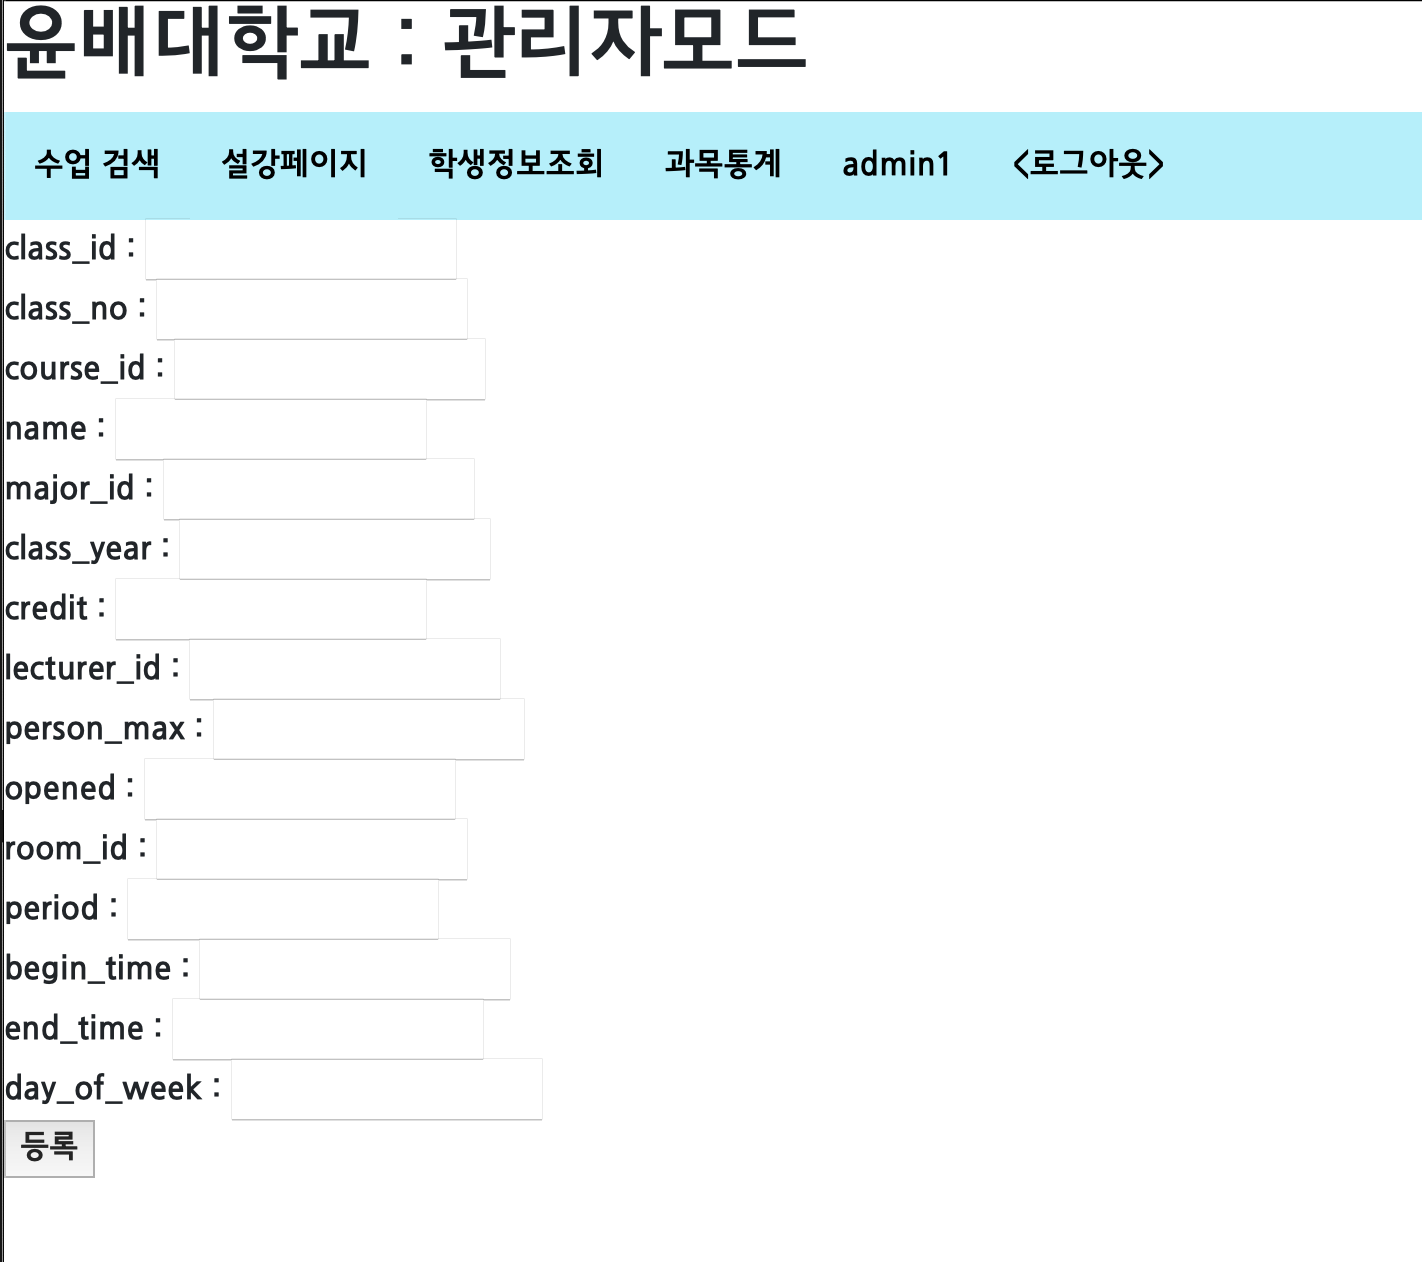 윤배대학교 : 관리자모드
수업 검색 설강페이지 학생정보조회 과목통계 admin1 <로그아웃>
class_id :
class_no :
course_id :
name :
major_id :
class_year :
credit :
lecturer_id :
person_max :
opened :
room_id :
period :
begin_time :
end_time :
day_of_week :
등록